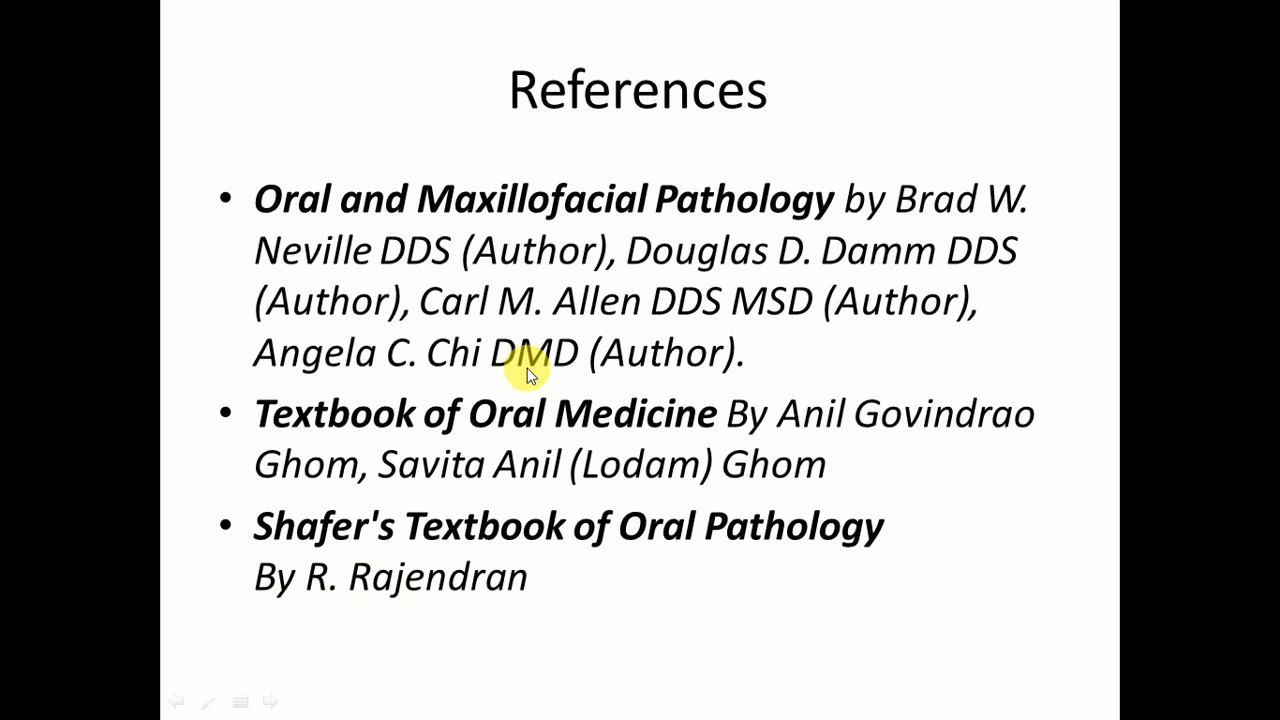 References
• Oral and Maxillofacial Pathology by Brad W.
Neville DDS (Author), Douglas D. Damm DDS
(Author), Carl M. Allen DDS MSD (Author),
Angela C. Chi DMD (Author).
• Textbook of Oral Medicine By Anil Govindrao
Ghom, Savita Anil (Lodam) Ghom
• Shafer's Textbook of Oral Pathology
By R. Rajendran